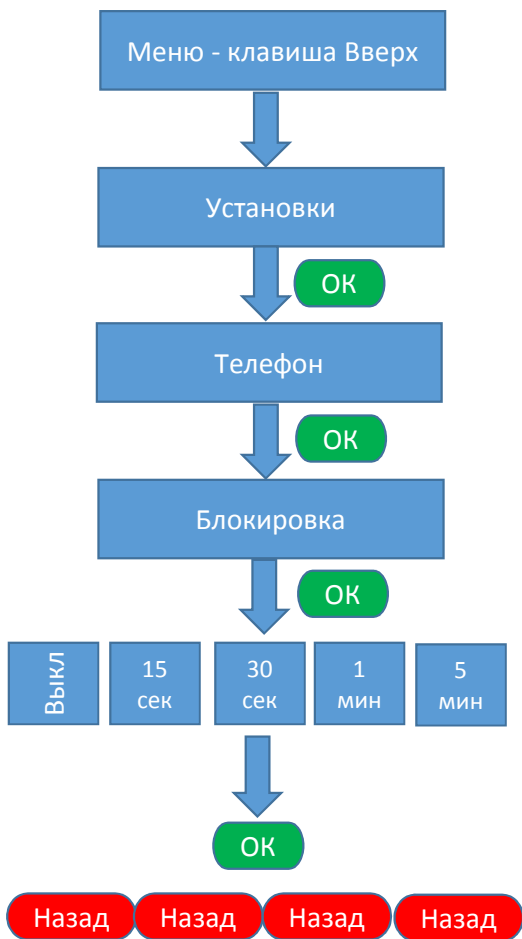 Меню - клавиша Вверх
Установки
ОК
Телефон
ОК
Блокировка
ОК
Выкл
15
сек
30
сек
1
мин
5
мин
ОК
Назад
Назад
Назад
Назад